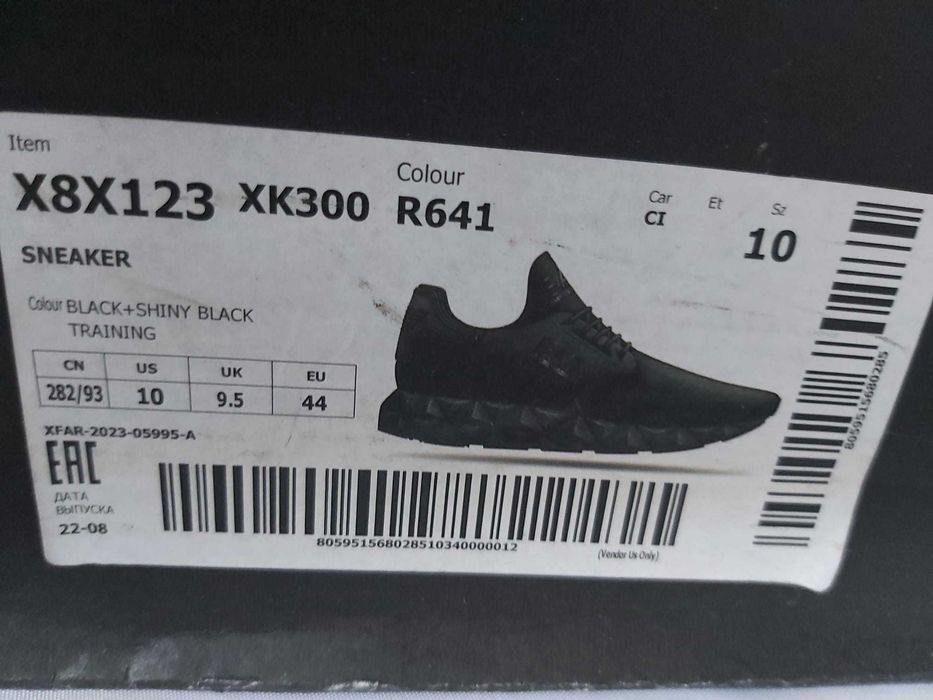 Item
X8X123 XK300
Colour
R641
Car
CI
Et
Sz
10
SNEAKER
Colour BLACK+SHINY BLACK
TRAINING
CN US UK EU
282/93 10 9.5 44
XFAR-2023-05995-A
EAC
ДАТА
ВЫПУСКА
22-08
805951568028510340000012
(Vendor Us Only)
8059515680285